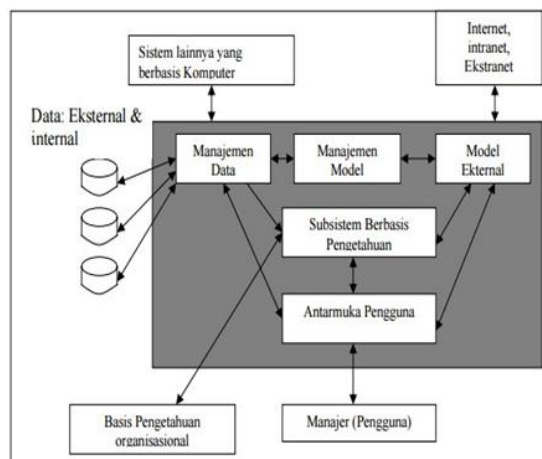 Sistem lainnya yang
berbasis Komputer
Internet,
intranet,
Ekstranet
Data: Eksternal &
internal
Manajemen
Data
Manajemen
Model
Model
Ekternal
Subsistem Berbasis
Pengetahuan
Antarmuka Pengguna
Basis Pengetahuan
organisasional
Manajer (Pengguna)